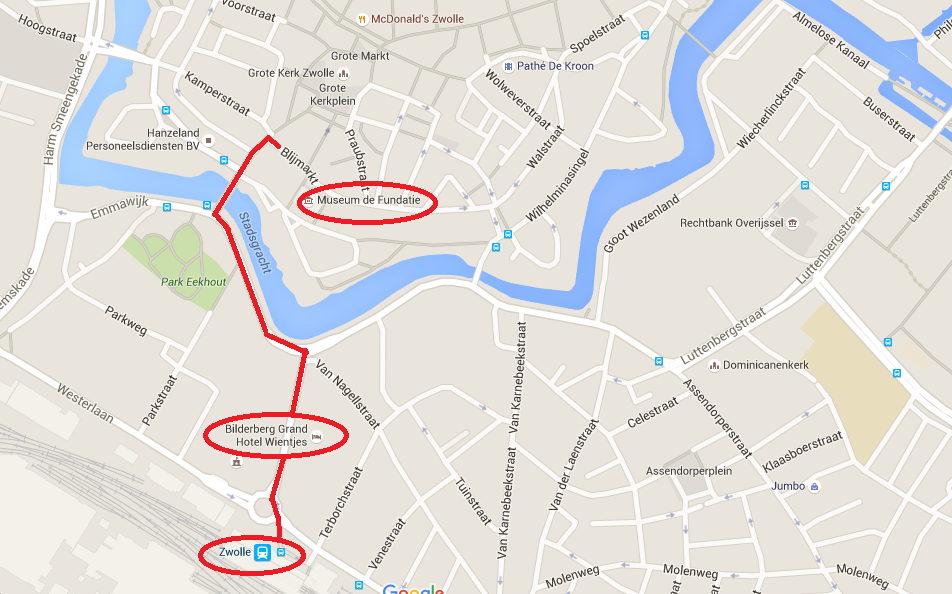 Voorstraat
McDonald's Zwolle
Almelose Kanaal
Hoogstraat
Spoelstraat
Grote Markt
Pathé De Kroon
Grote Kerk Zwolle
Kamperstraat
Wolweverstraat
Grote
Kerkplein
Wiecherlinckstraat
Buserstraat
Harm Smeengekade
Hanzeland
Personeelsdiensten BV
Blijmarkt
Praubstraat
Walstraat
Wilhelminasingel
Museum de Fundatie
Emmawijk
Stadsgracht
Groot Wezenland
Rechtbank Overijssel
Luttenbergstraat
Luttenbergstraat
Park Eekhout
Parkweg
Luttenbergstraat
Van Karnebeekstraat
Van Nagellstraat
Dominicanenkerk
Assendorperstraat
Westerlaan
Parkstraat
Celestraat
Bilderberg Grand
Hotel Wientjes
Klaasboerstraat
Van der Laenstraat
Assendorperplein
Jumbo
Terborchstraat
Tuinstraat
Van Karnebeekstraat
Venestraat
Zwolle
Molenweg
Molenweg
Molenweg
Google